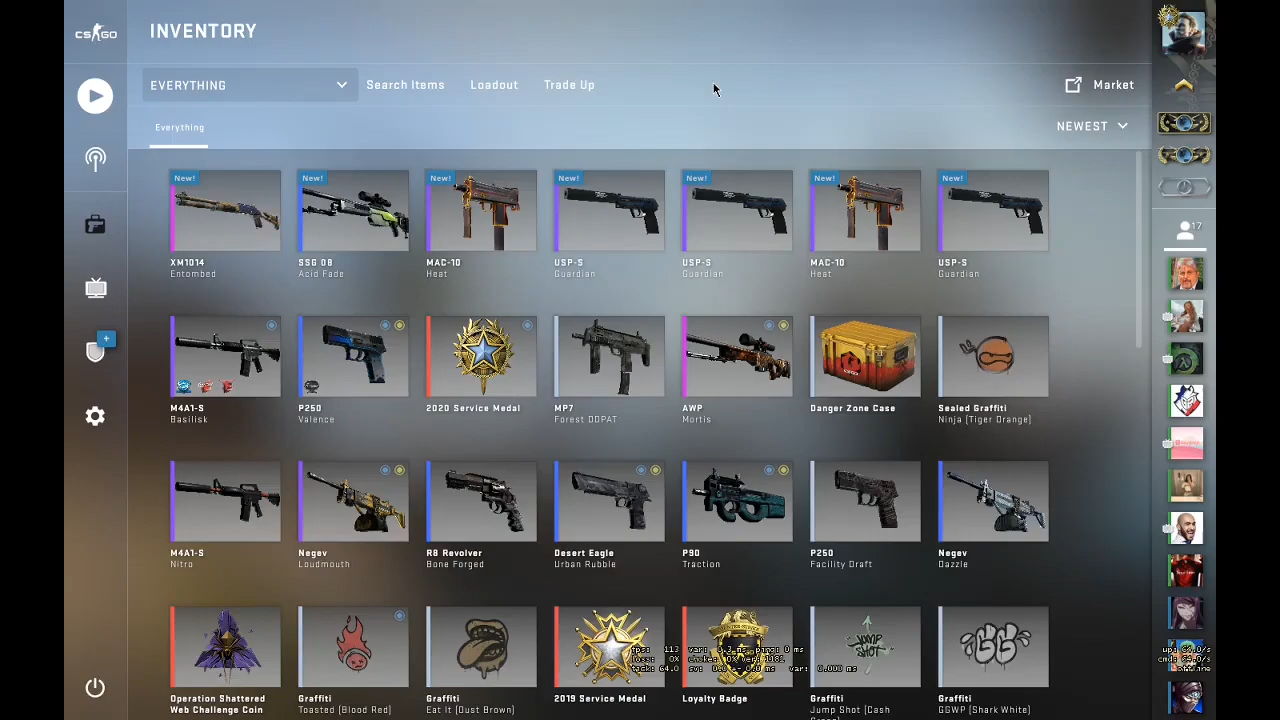 CS GO
INVENTORY
EVERYTHING
Search Items
Loadout
Trade Up
Market
Everything
NEWEST
New!
New!
New!
New!
New!
New!
New!
XM1014
Entombed
SSG 08
Acid Fade
MAC-10
Heat
USP-S
Guardian
USP-S
Guardian
MAC-10
Heat
USP-S
Guardian
17
+
M4A1-S
Basilisk
P250
Valence
2020 Service Medal
MP7
Forest DDPAT
AWP
Mortis
Danger Zone Case
Sealed Graffiti
Ninja (Tiger Orange)
M4A1-S
Nitro
Negev
Loudmouth
R8 Revolver
Bone Forged
Desert Eagle
Urban Rubble
P90
Traction
P250
Facility Draft
Negev
Dazzle
JUMP
SHOT
GG
Operation Shattered
Web Challenge Coin
Graffiti
Toasted (Blood Red)
Graffiti
Eat It (Dust Brown)
2019 Service Medal
Loyalty Badge
Graffiti
Jump Shot (Cash
Graffiti
GGWP (Shark White)